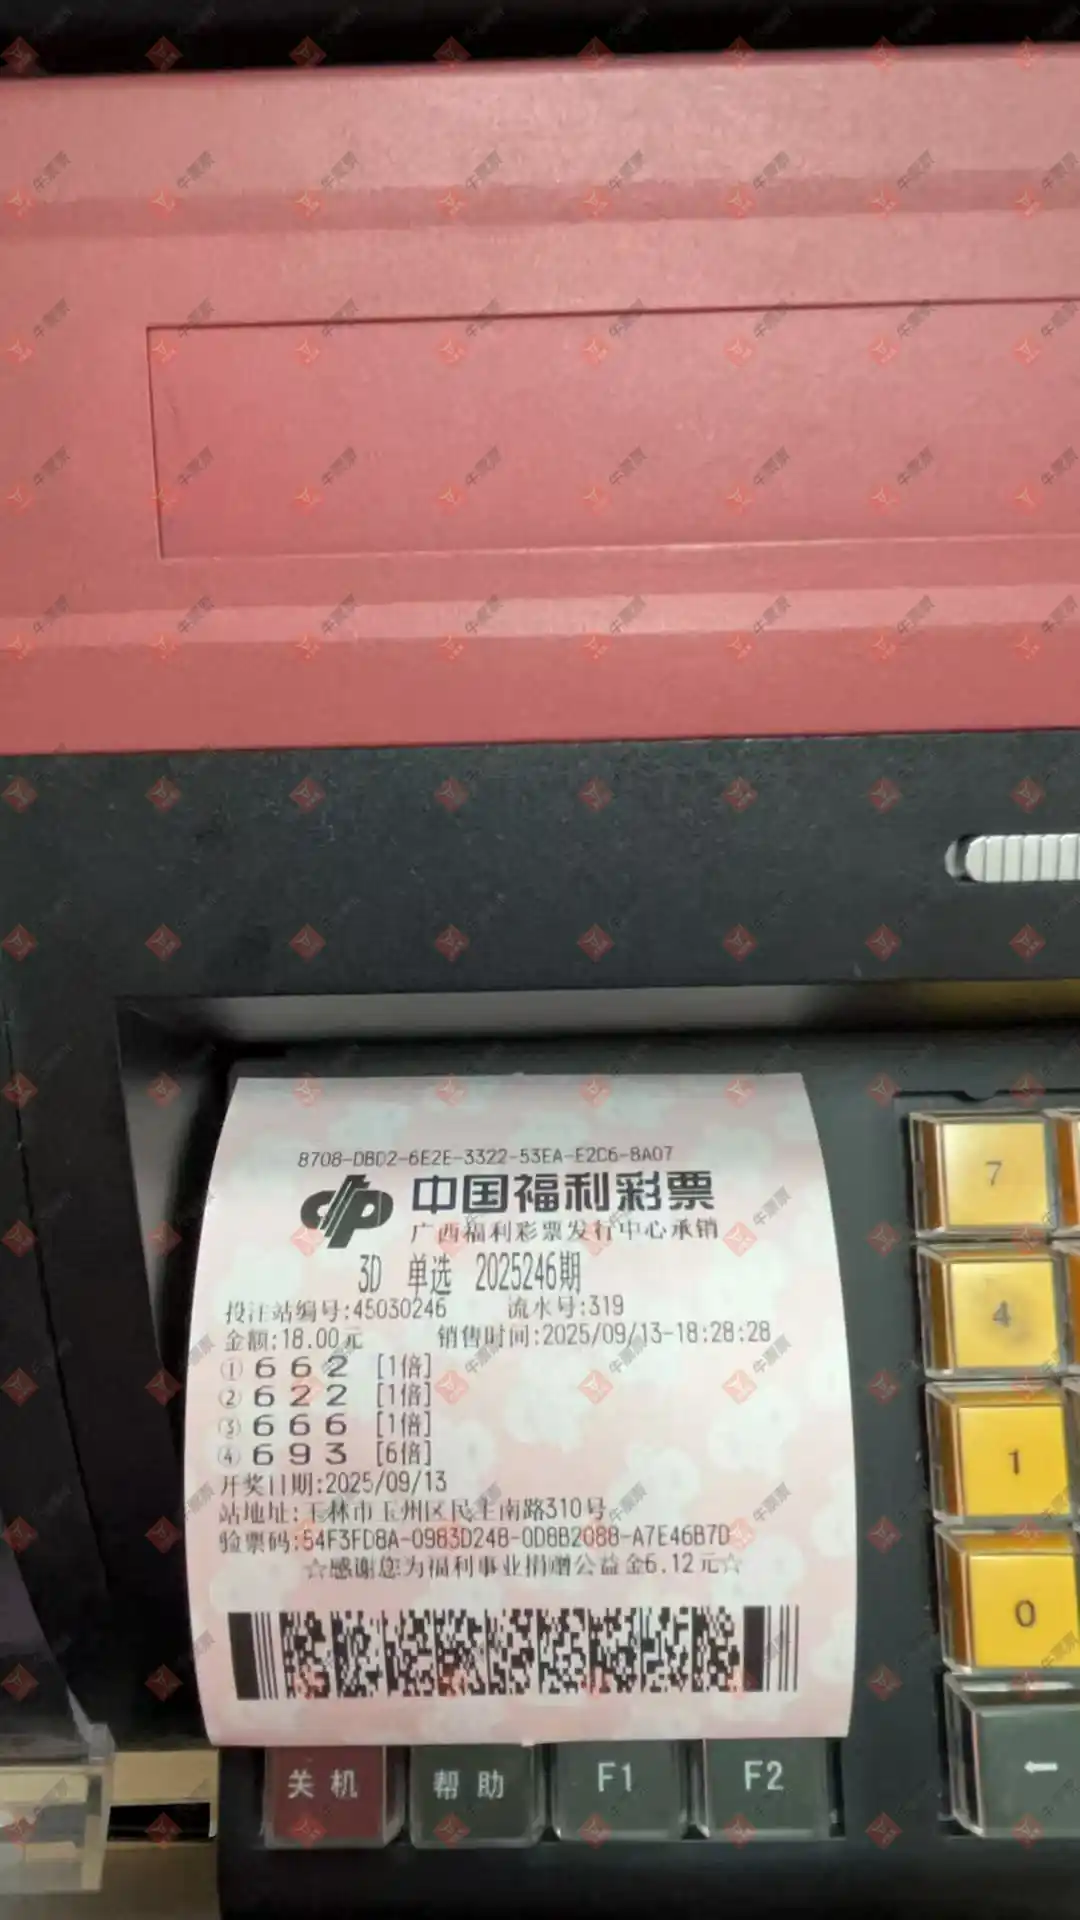 8708-DBD2-6E2E-3322-53EA-E2C6-8A07
中国福利彩票
广西福利彩票发行中心承销
3D 单选 2025246期
投注站编号:45030246 流水号:319
金额:18.00元 销售时间:2025/09/13-18:28:28
① 6 6 2 [1倍]
② 6 2 2 [1倍]
③ 6 6 6 [1倍]
④ 6 9 3 [6倍]
开奖日期:2025/09/13
站地址:玉林市玉州区民主南路310号
验票码:54F3FD8A-0983D248-0D8B2088-A7E46B7D
☆感谢您为福利事业捐赠公益金6.12元☆
7
4
1
0
←
关机 帮助 F1 F2
牛票票